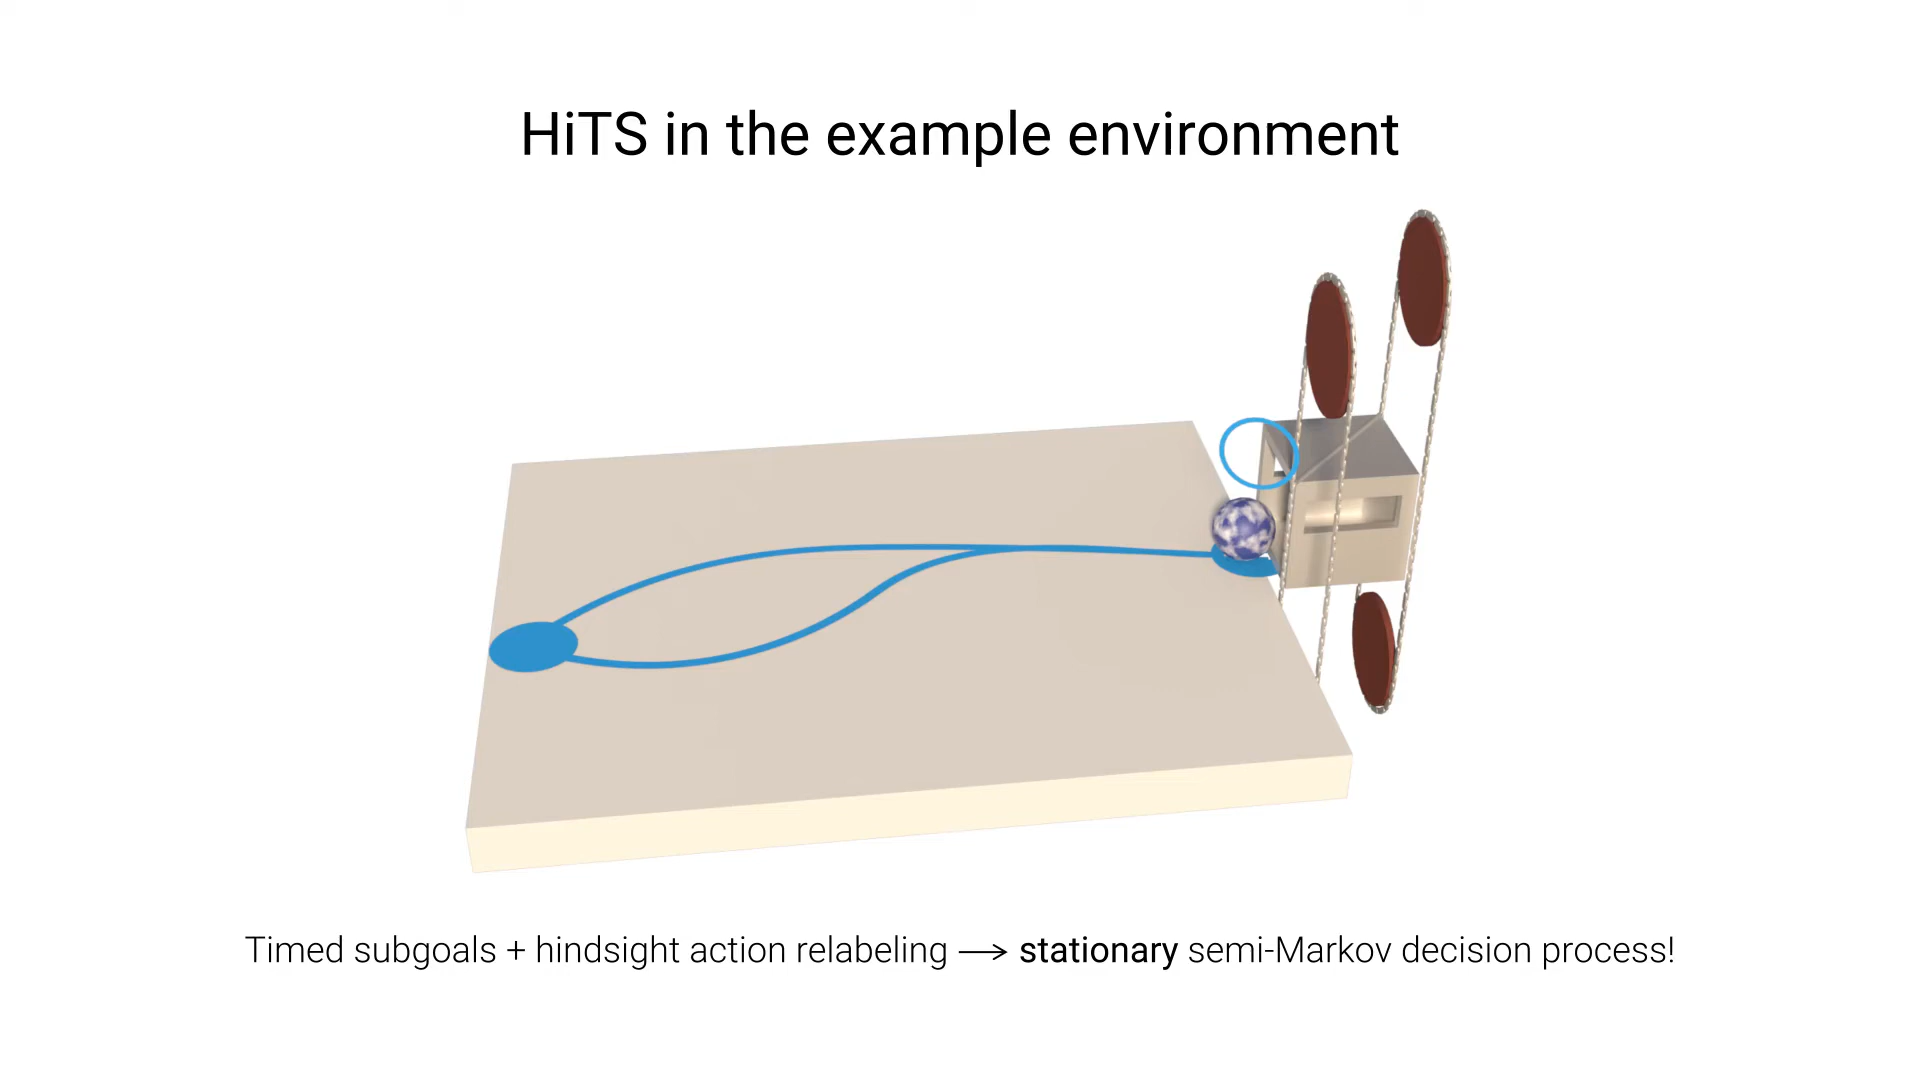 HiTS in the example environment
Timed subgoals + hindsight action relabeling ⟶ stationary semi-Markov decision process!